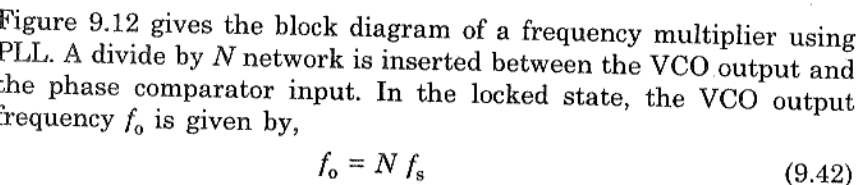 Figure 9.12 gives the block diagram of a frequency multiplier using
PLL. A divide by N network is inserted between the VCO output and
the phase comparator input. In the locked state, the VCO output
frequency fₒ is given by,
fₒ = N fₛ (9.42)